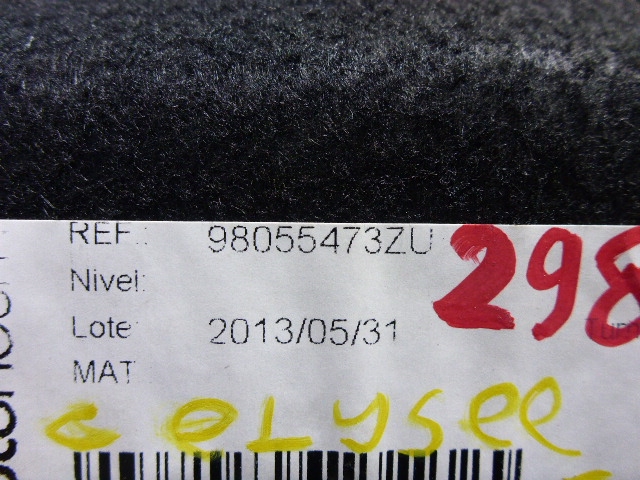 REF.: 98055473ZU
298
Nivel:
Lote: 2013/05/31
MAT
C ELYSEE